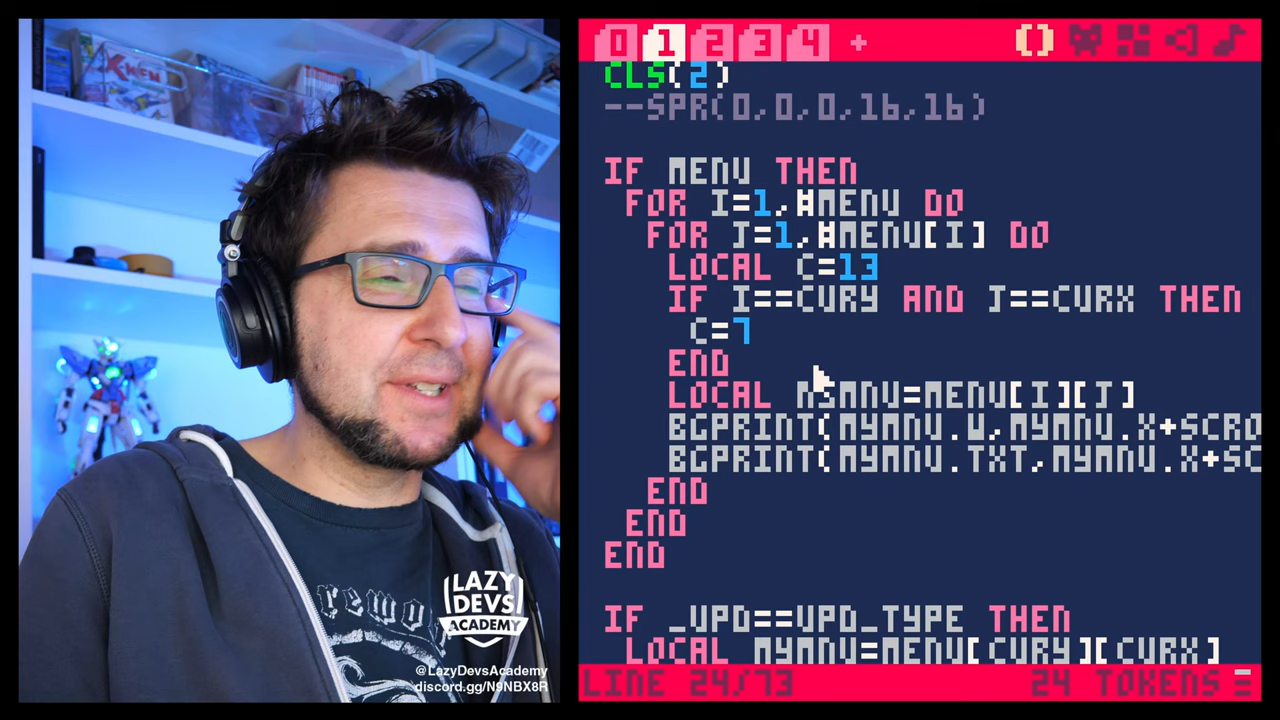 X-MEN
rewo
LAZY
DEVS
ACADEMY
@LazyDevsAcademy
discord.gg/N9NBX8R
0 1 2 3 4 +
CLS(2)
--SPR(0,0,0,16,16)
IF MENU THEN
FOR I=1,#MENU DO
FOR J=1,#MENU[I] DO
LOCAL C=13
IF I==CURY AND J==CURX THEN
C=7
END
LOCAL MYMNU=MENU[I][J]
BGPRINT(MYMNU.W,MYMNU.X+SCRO
BGPRINT(MYMNU.TXT,MYMNU.X+SC
END
END
END
IF _UPD==UPD_TYPE THEN
LOCAL MYMNU=MENU[CURY][CURX]
LINE 24/73
24 TOKENS